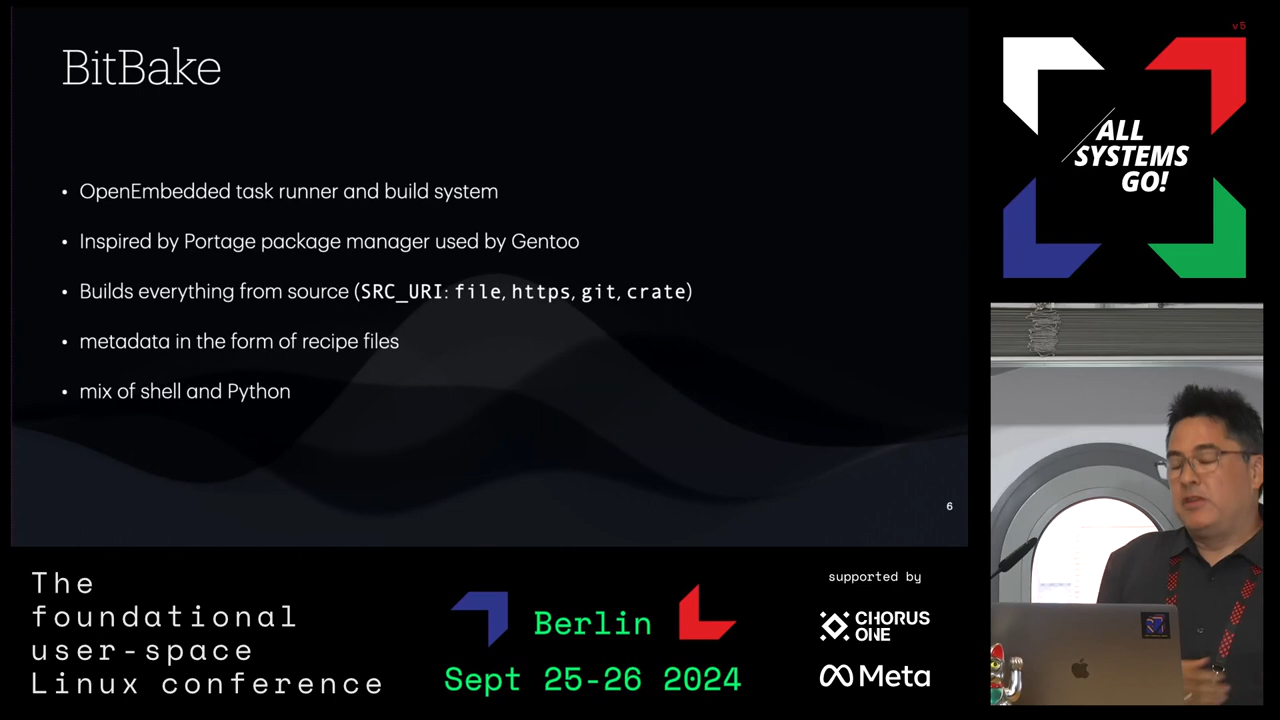 BitBake
• OpenEmbedded task runner and build system
• Inspired by Portage package manager used by Gentoo
• Builds everything from source (SRC_URI: file, https, git, crate)
• metadata in the form of recipe files
• mix of shell and Python
6
v5
ALL
SYSTEMS
GO!
The
foundational
user-space
Linux conference
Berlin
Sept 25-26 2024
supported by
CHORUS
ONE
Meta